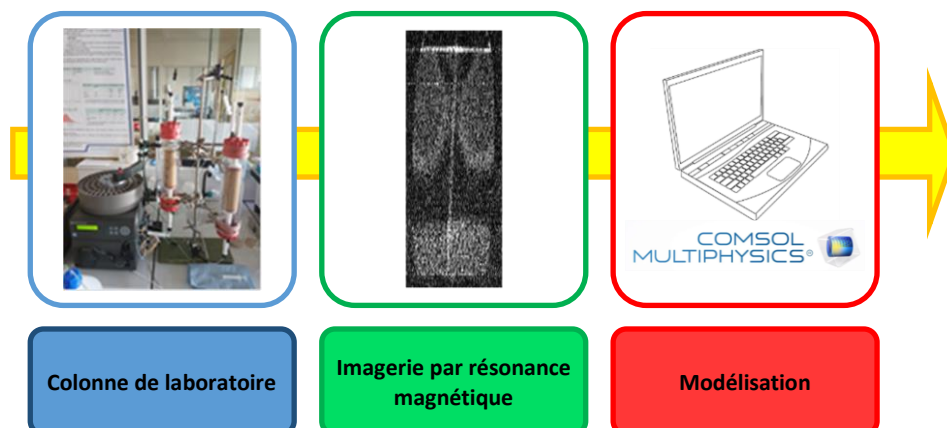 COMSOL
MULTIPHYSICS®
Colonne de laboratoire
Imagerie par résonance
magnétique
Modélisation